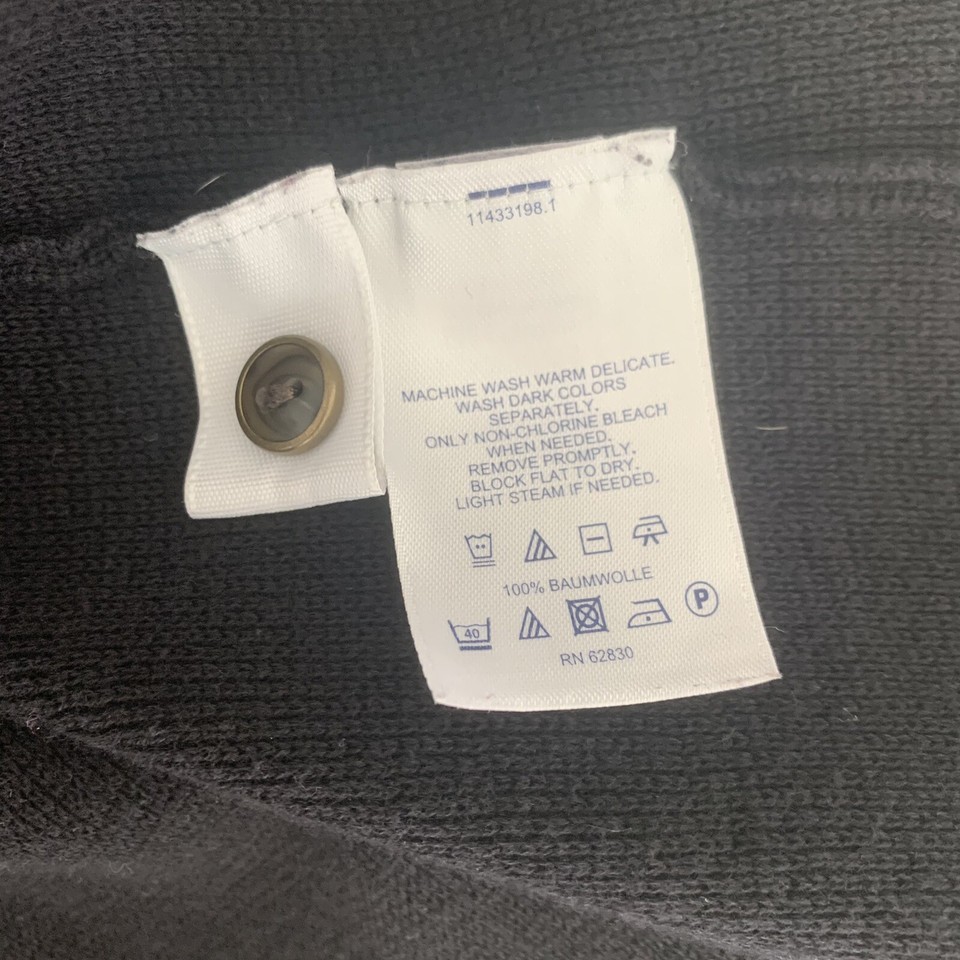 11433198.1
MACHINE WASH WARM DELICATE.
WASH DARK COLORS
SEPARATELY.
ONLY NON-CHLORINE BLEACH
WHEN NEEDED.
REMOVE PROMPTLY.
BLOCK FLAT TO DRY.
LIGHT STEAM IF NEEDED.
100% BAUMWOLLE
40 P
RN 62830